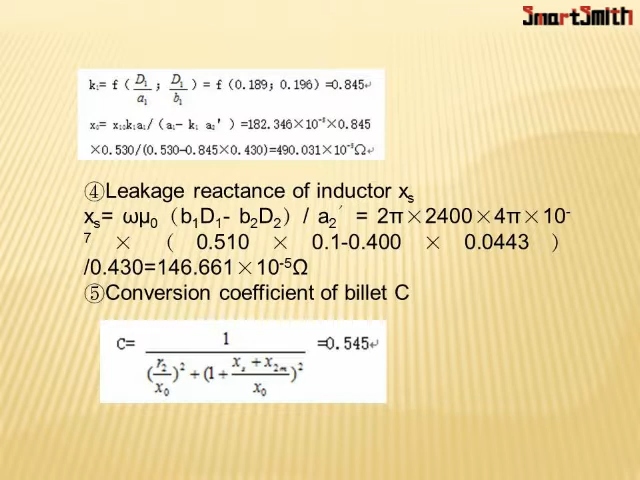 SmartSmith
k₁= f（D₁/a₁；D₁/b₁）= f（0.189；0.196）=0.845↵
x₀= x₁₀k₁a₁/（a₁- k₁ a₂′）=182.346×10⁻⁵×0.845
×0.530/(0.530-0.845×0.430)=490.031×10⁻⁵Ω
④Leakage reactance of inductor xₛ
xₛ= ωμ₀（b₁D₁- b₂D₂）/ a₂′ = 2π×2400×4π×10⁻
⁷ ×（ 0.510 × 0.1-0.400 × 0.0443 ）
/0.430=146.661×10⁻⁵Ω
⑤Conversion coefficient of billet C
C= 1/((r₂/x₀)²+(1+(xₛ+x₂ₘ)/x₀)²) =0.545↵